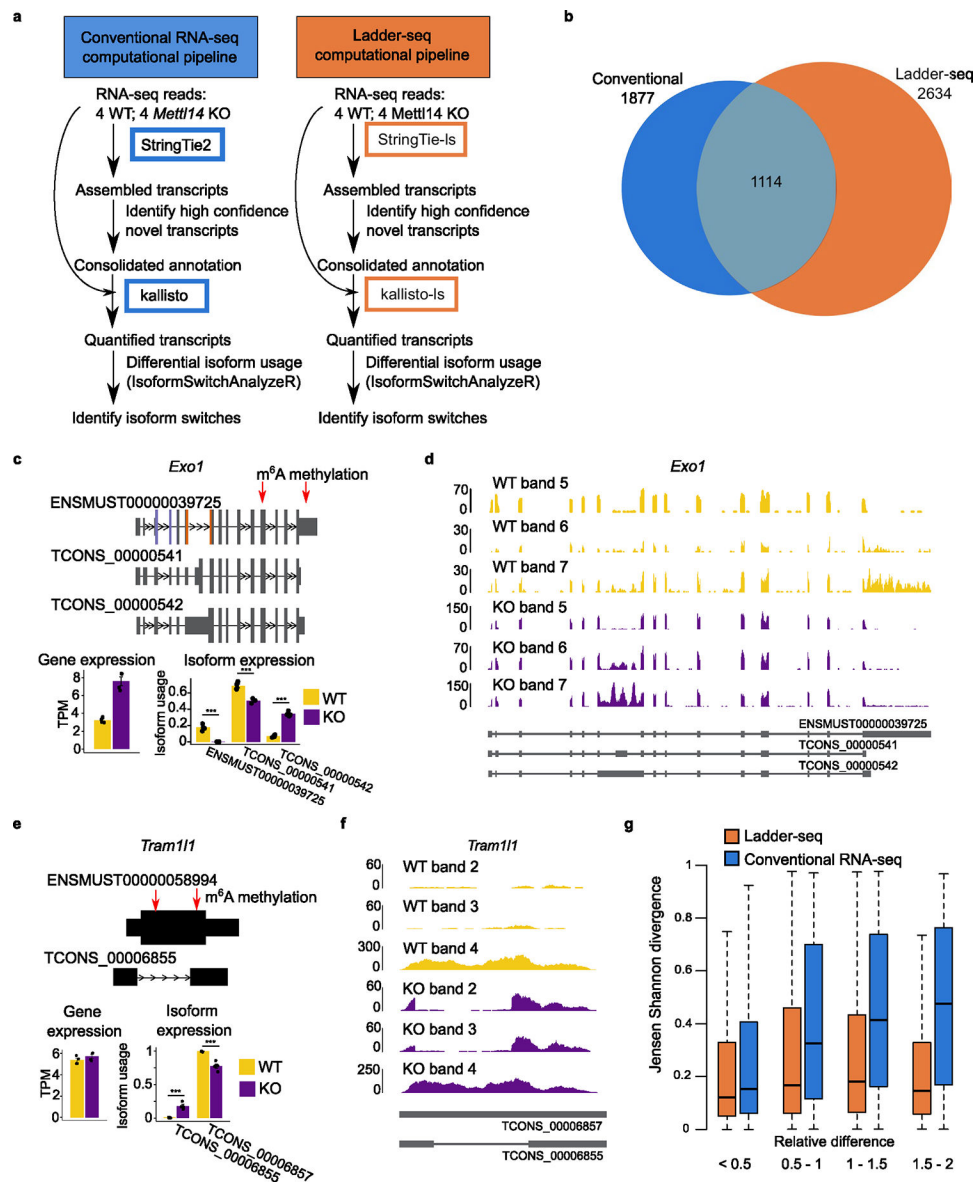 a
Conventional RNA-seq
computational pipeline
RNA-seq reads:
4 WT; 4 Mettl14 KO
StringTie2
Assembled transcripts
Identify high confidence
novel transcripts
Consolidated annotation
kallisto
Quantified transcripts
Differential isoform usage
(IsoformSwitchAnalyzeR)
Identify isoform switches
Ladder-seq
computational pipeline
RNA-seq reads:
4 WT; 4 Mettl14 KO
StringTie-ls
Assembled transcripts
Identify high confidence
novel transcripts
Consolidated annotation
kallisto-ls
Quantified transcripts
Differential isoform usage
(IsoformSwitchAnalyzeR)
Identify isoform switches
b
Conventional
1877
Ladder-seq
2634
1114
c
Exo1
m6A methylation
ENSMUST00000039725
TCONS_00000541
TCONS_00000542
Gene expression
TPM
8
6
4
2
0
Isoform expression
Isoform usage
0.6
0.4
0.2
0
***
***
***
WT
KO
ENSMUST00000039725
TCONS_00000541
TCONS_00000542
d
Exo1
WT band 5
70
0
WT band 6
30
0
WT band 7
30
0
KO band 5
150
0
KO band 6
70
0
KO band 7
150
0
ENSMUST00000039725
TCONS_00000541
TCONS_00000542
e
Tram1l1
ENSMUST00000058994
m6A methylation
TCONS_00006855
Gene
expression
TPM
6
4
2
0
Isoform
expression
Isoform usage
1
0.5
0
***
***
WT
KO
TCONS_00006857
TCONS_00006855
f
Tram1l1
WT band 2
60
0
WT band 3
60
0
WT band 4
300
0
KO band 2
60
0
KO band 3
60
0
KO band 4
250
0
TCONS_00006857
TCONS_00006855
g
Ladder-seq
Conventional RNA-seq
Jensen Shannon divergence
1
0.8
0.6
0.4
0.2
0
Relative difference
< 0.5
0.5 - 1
1 - 1.5
1.5 - 2